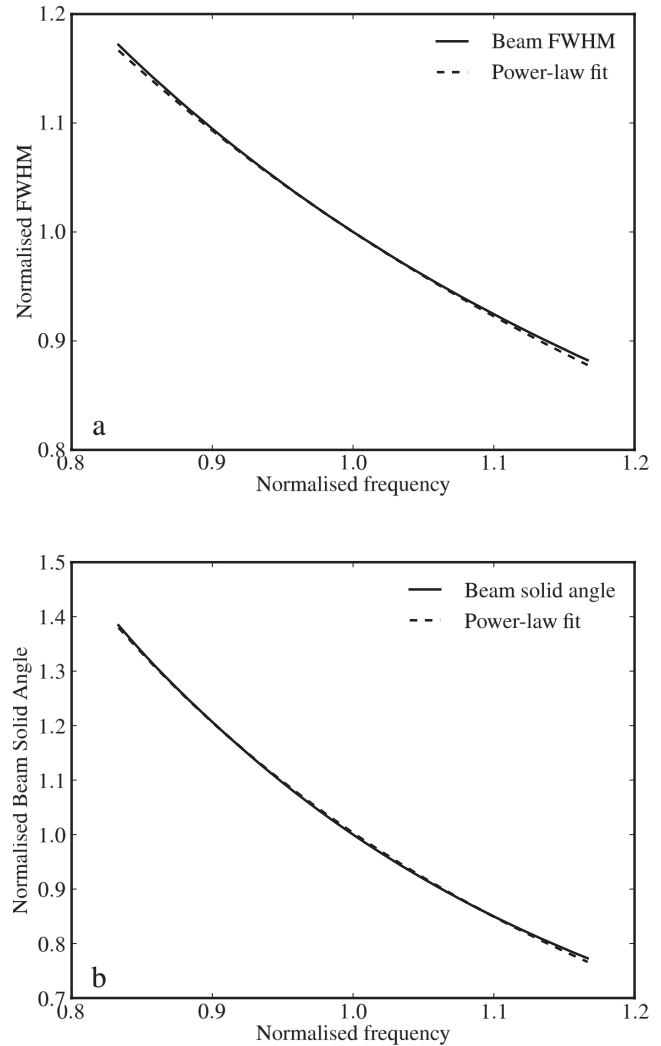 1.2
Beam FWHM
Power-law fit
1.1
Normalised FWHM
1.0
0.9
a
0.8
0.8 0.9 1.0 1.1 1.2
Normalised frequency
1.5
Beam solid angle
1.4
Power-law fit
1.3
Normalised Beam Solid Angle
1.2
1.1
1.0
0.9
0.8
b
0.7
0.8 0.9 1.0 1.1 1.2
Normalised frequency